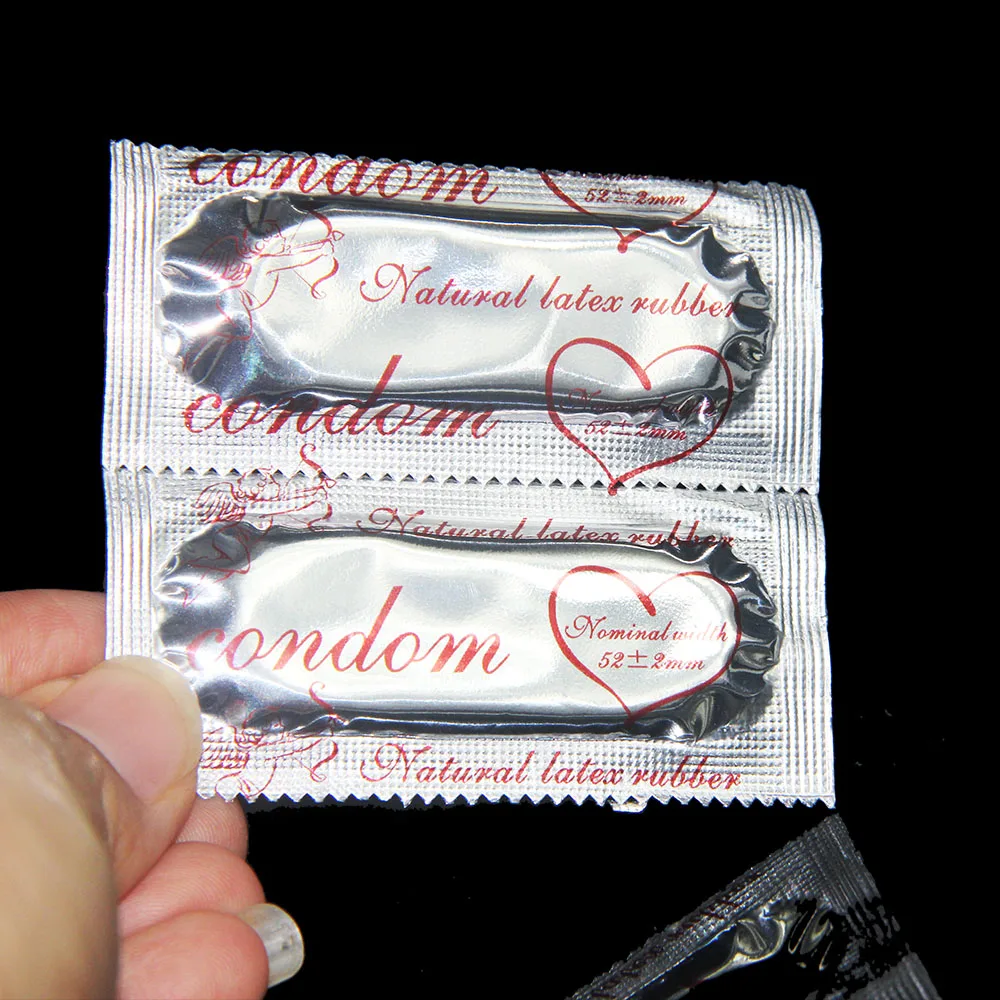 condom
52±2mm
Natural latex rubber
condom
52±2mm
Natural latex rubber
condom
Nominal width
52±2mm
Natural latex rubber